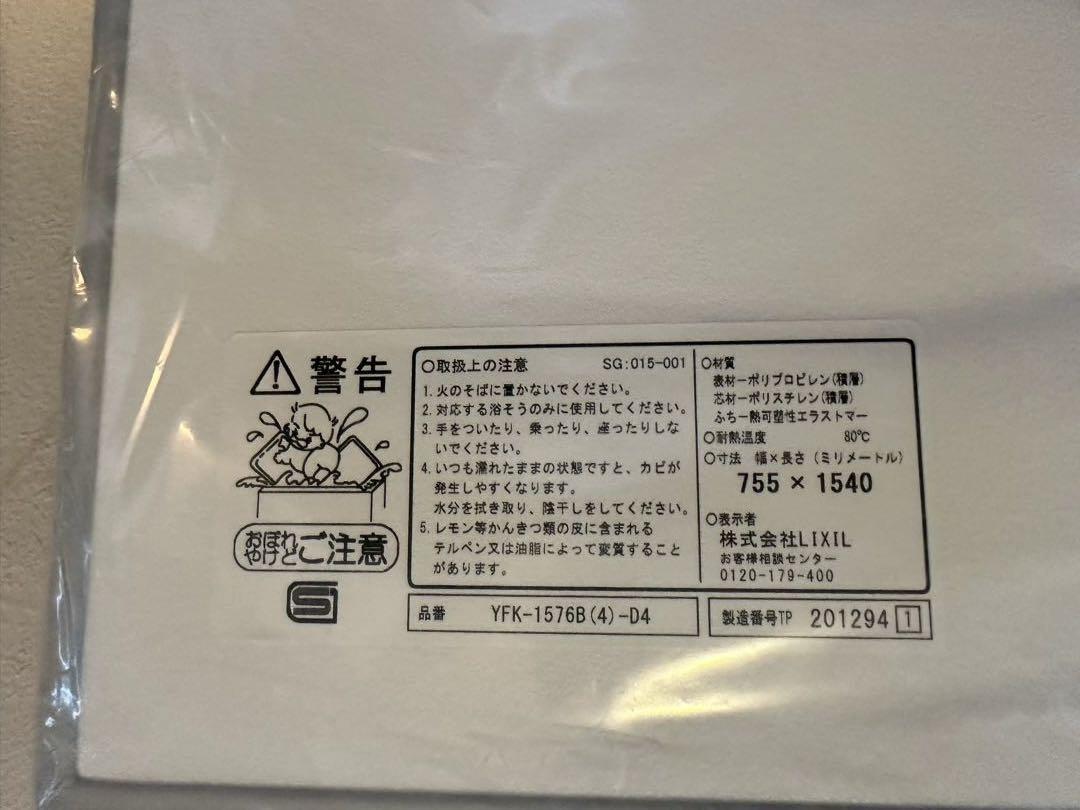 警告
おぼれ
やけど
ご注意
○取扱上の注意 SG:015-001
1. 火のそばに置かないでください。
2. 対応する浴そうのみに使用してください。
3. 手をついたり、乗ったり、座ったりしな
いでください。
4. いつも濡れたままの状態ですと、カビが
発生しやすくなります。
水分を拭き取り、陰干しをしてください。
5. レモン等かんきつ類の皮に含まれる
テルペン又は油脂によって変質すること
があります。
○材質
表材ーポリプロピレン(積層)
芯材ーポリスチレン(積層)
ふちー熱可塑性エラストマー
○耐熱温度 80℃
○寸法 幅×長さ (ミリメートル)
755 × 1540
○表示者
株式会社LIXIL
お客様相談センター
0120-179-400
品番 YFK-1576B(4)-D4
製造番号TP 201294 1